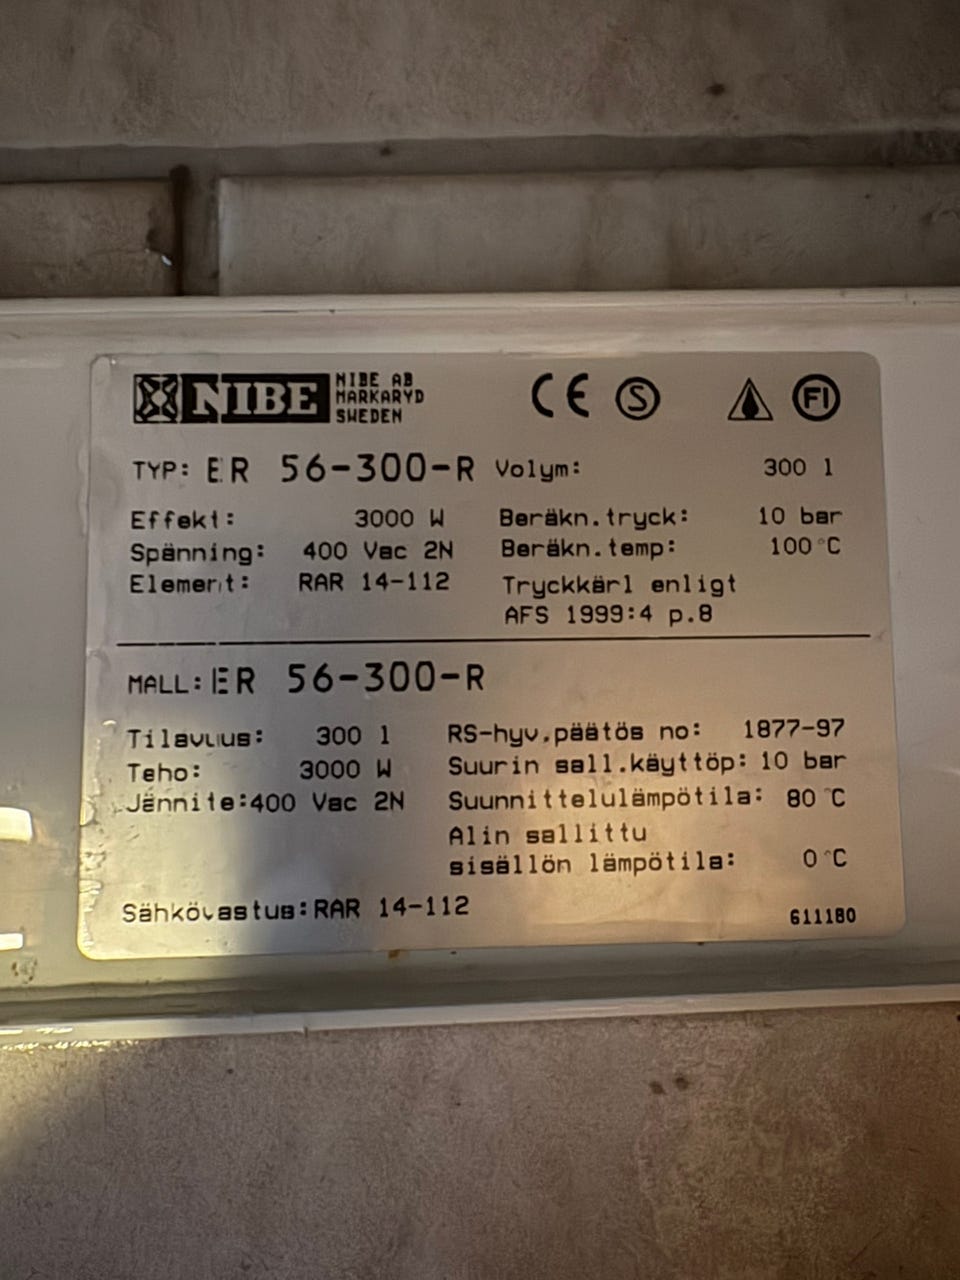 NIBE
NIBE AB
MARKARYD
SWEDEN
CE S FI
TYP: ER 56-300-R
Effekt: 3000 W
Spänning: 400 Vac 2N
Element: RAR 14-112
Volym: 300 l
Beräkn.tryck: 10 bar
Beräkn.temp: 100°C
Tryckkärl enligt
AFS 1999:4 p.8
MALL: ER 56-300-R
Tilavuus: 300 l
Teho: 3000 W
Jännite:400 Vac 2N
RS-hyv.päätös no: 1877-97
Suurin sall.käyttöp: 10 bar
Suunnittelulämpötila: 80°C
Alin sallittu
sisällön lämpötila: 0°C
Sähkövastus:RAR 14-112
611180